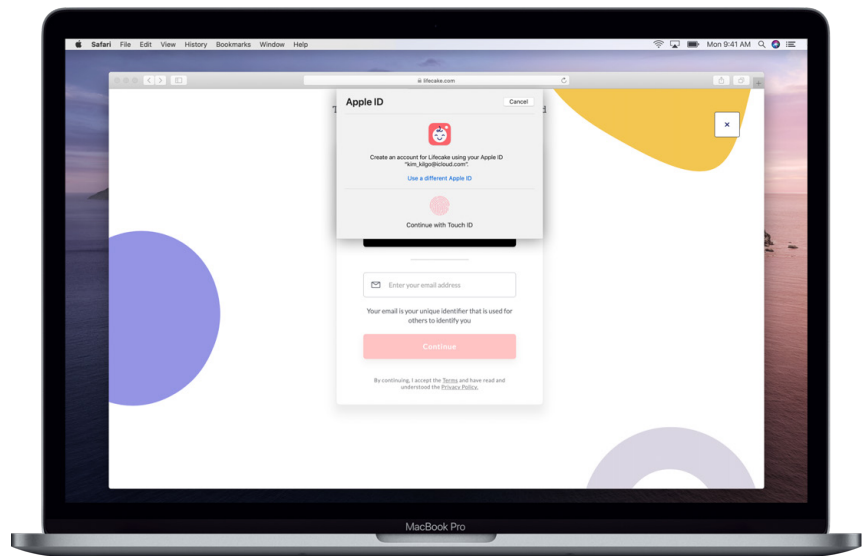 Safari File Edit View History Bookmarks Window Help
Mon 9:41 AM
lifecake.com
Apple ID
Cancel
Create an account for Lifecake using your Apple ID
"kim_kilgo@icloud.com".
Use a different Apple ID
Continue with Touch ID
Enter your email address
Your email is your unique identifier that is used for
others to identify you
Continue
By continuing, I accept the Terms and have read and
understood the Privacy Policy.
MacBook Pro